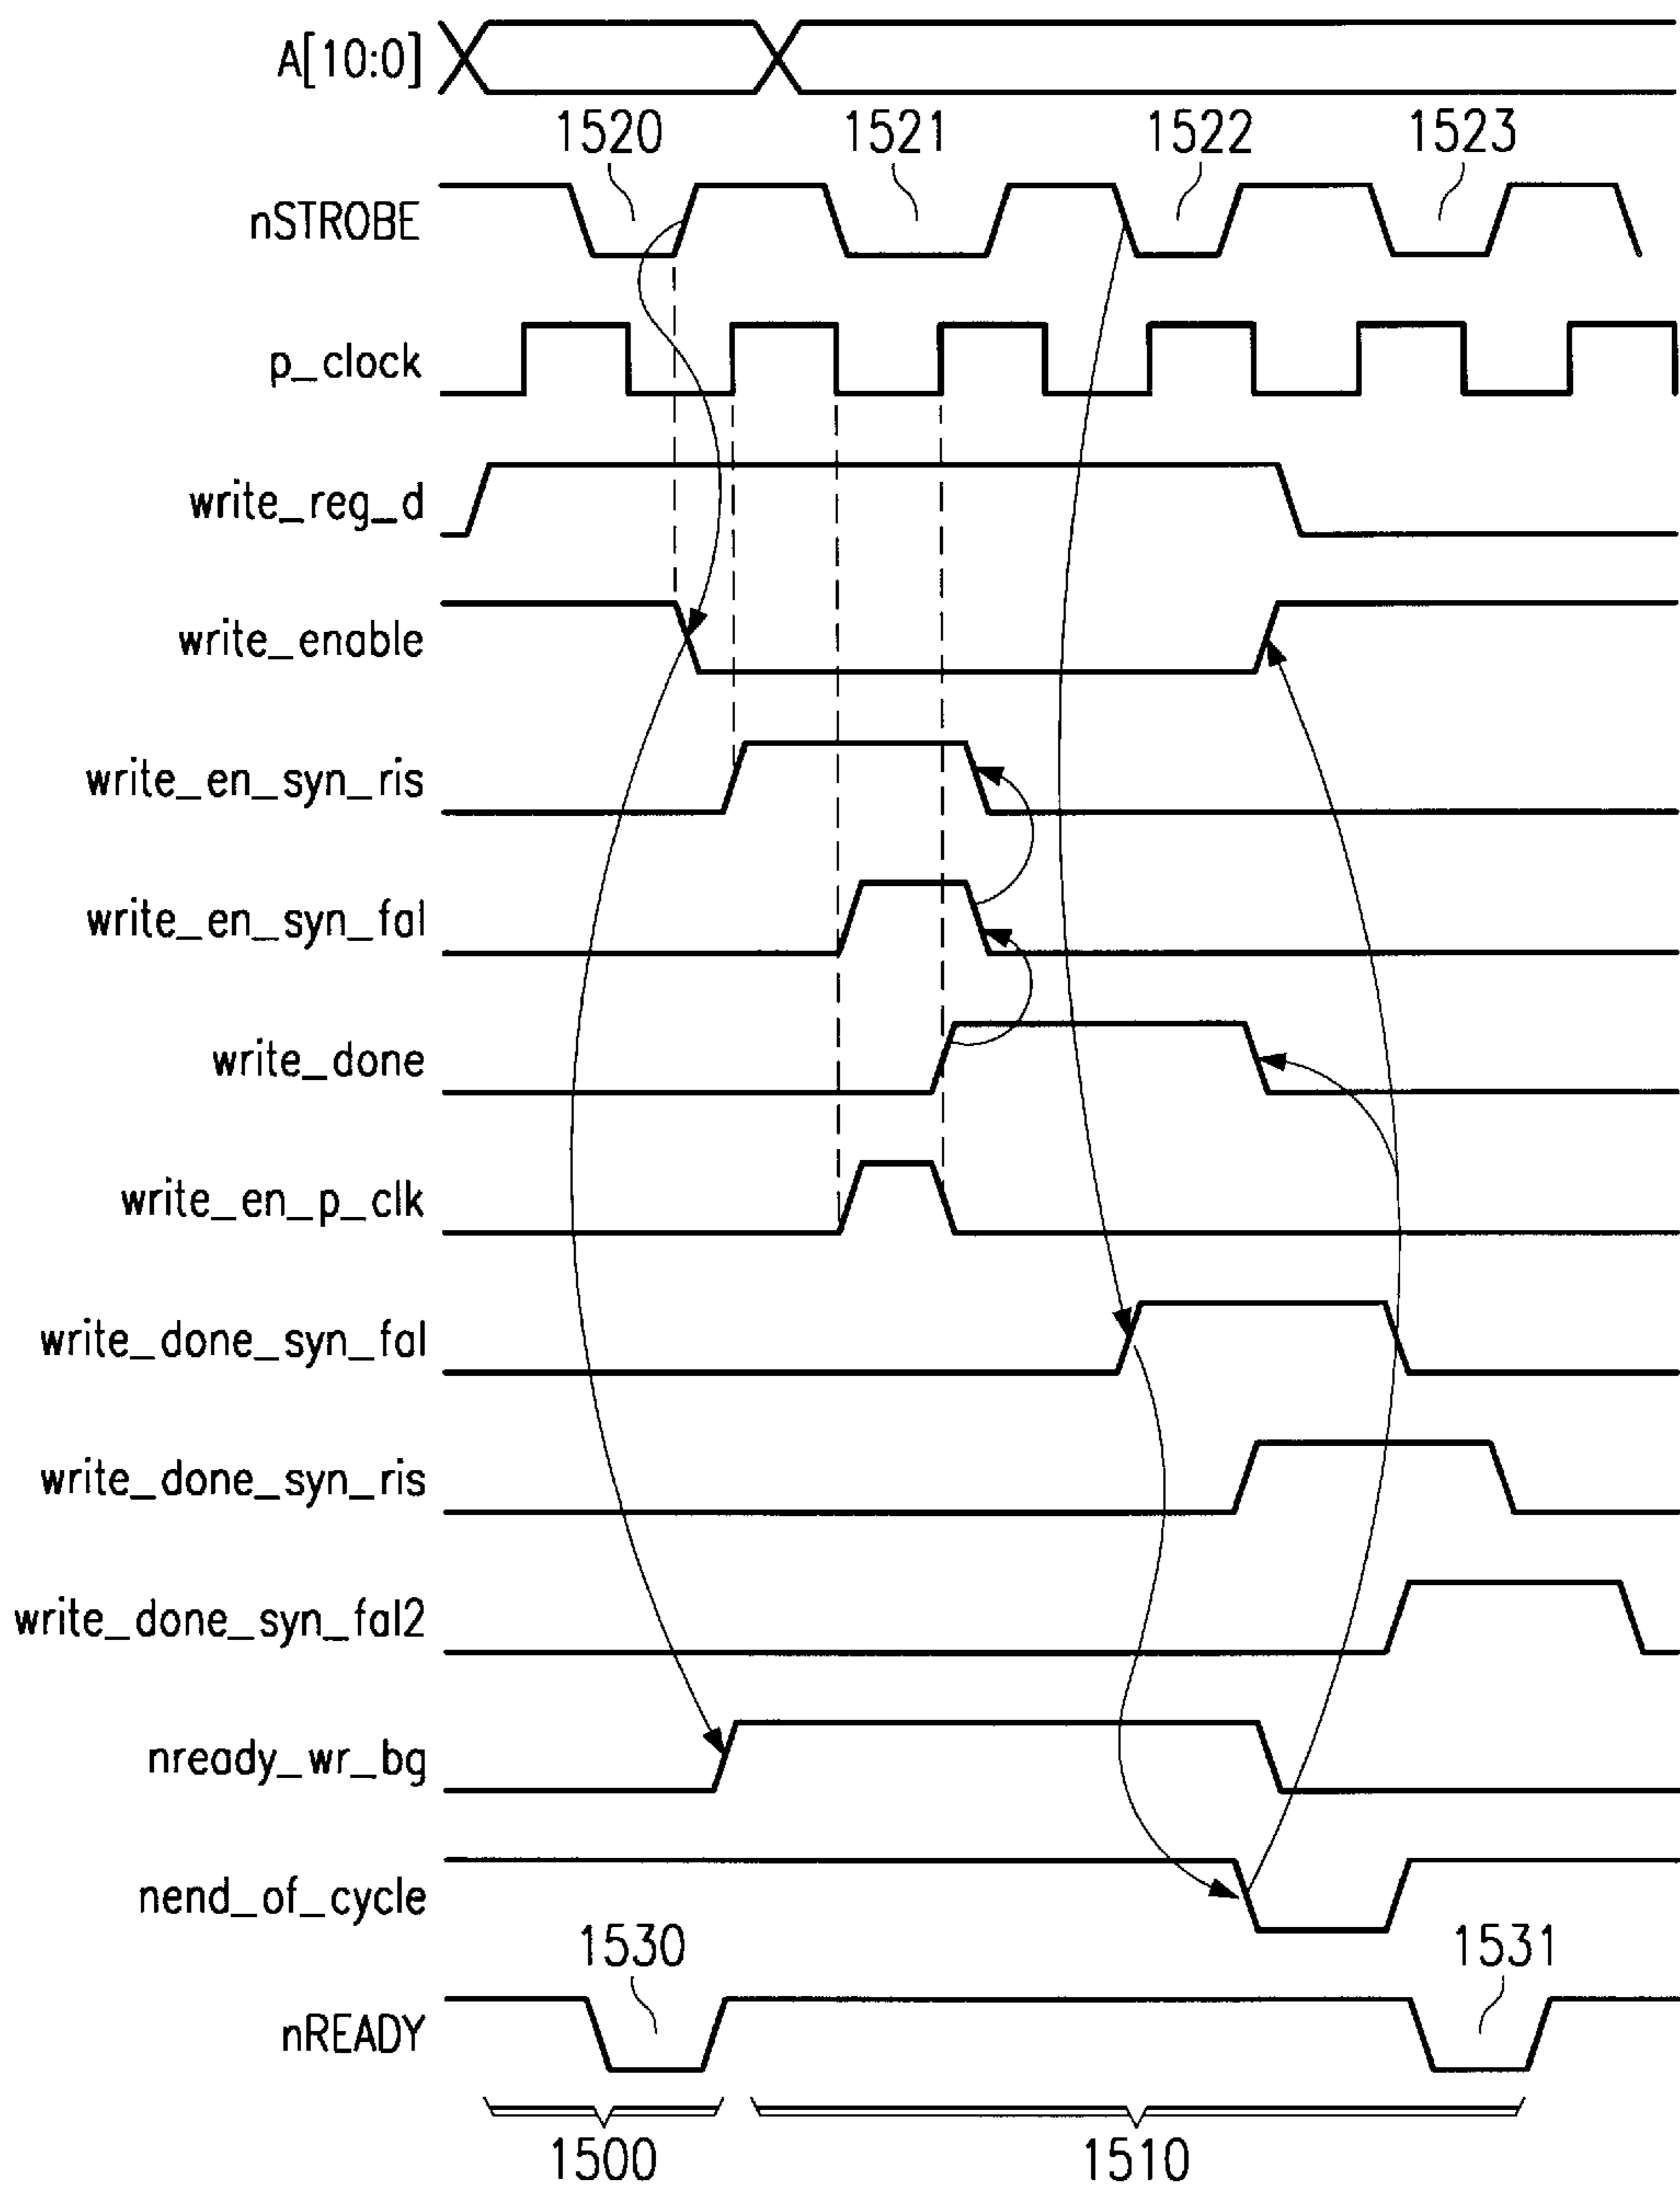 A[10:0]
1520 1521 1522 1523
nSTROBE
p_clock
write_reg_d
write_enable
write_en_syn_ris
write_en_syn_fal
write_done
write_en_p_clk
write_done_syn_fal
write_done_syn_ris
write_done_syn_fal2
nready_wr_bg
nend_of_cycle
1530 1531
nREADY
1500 1510